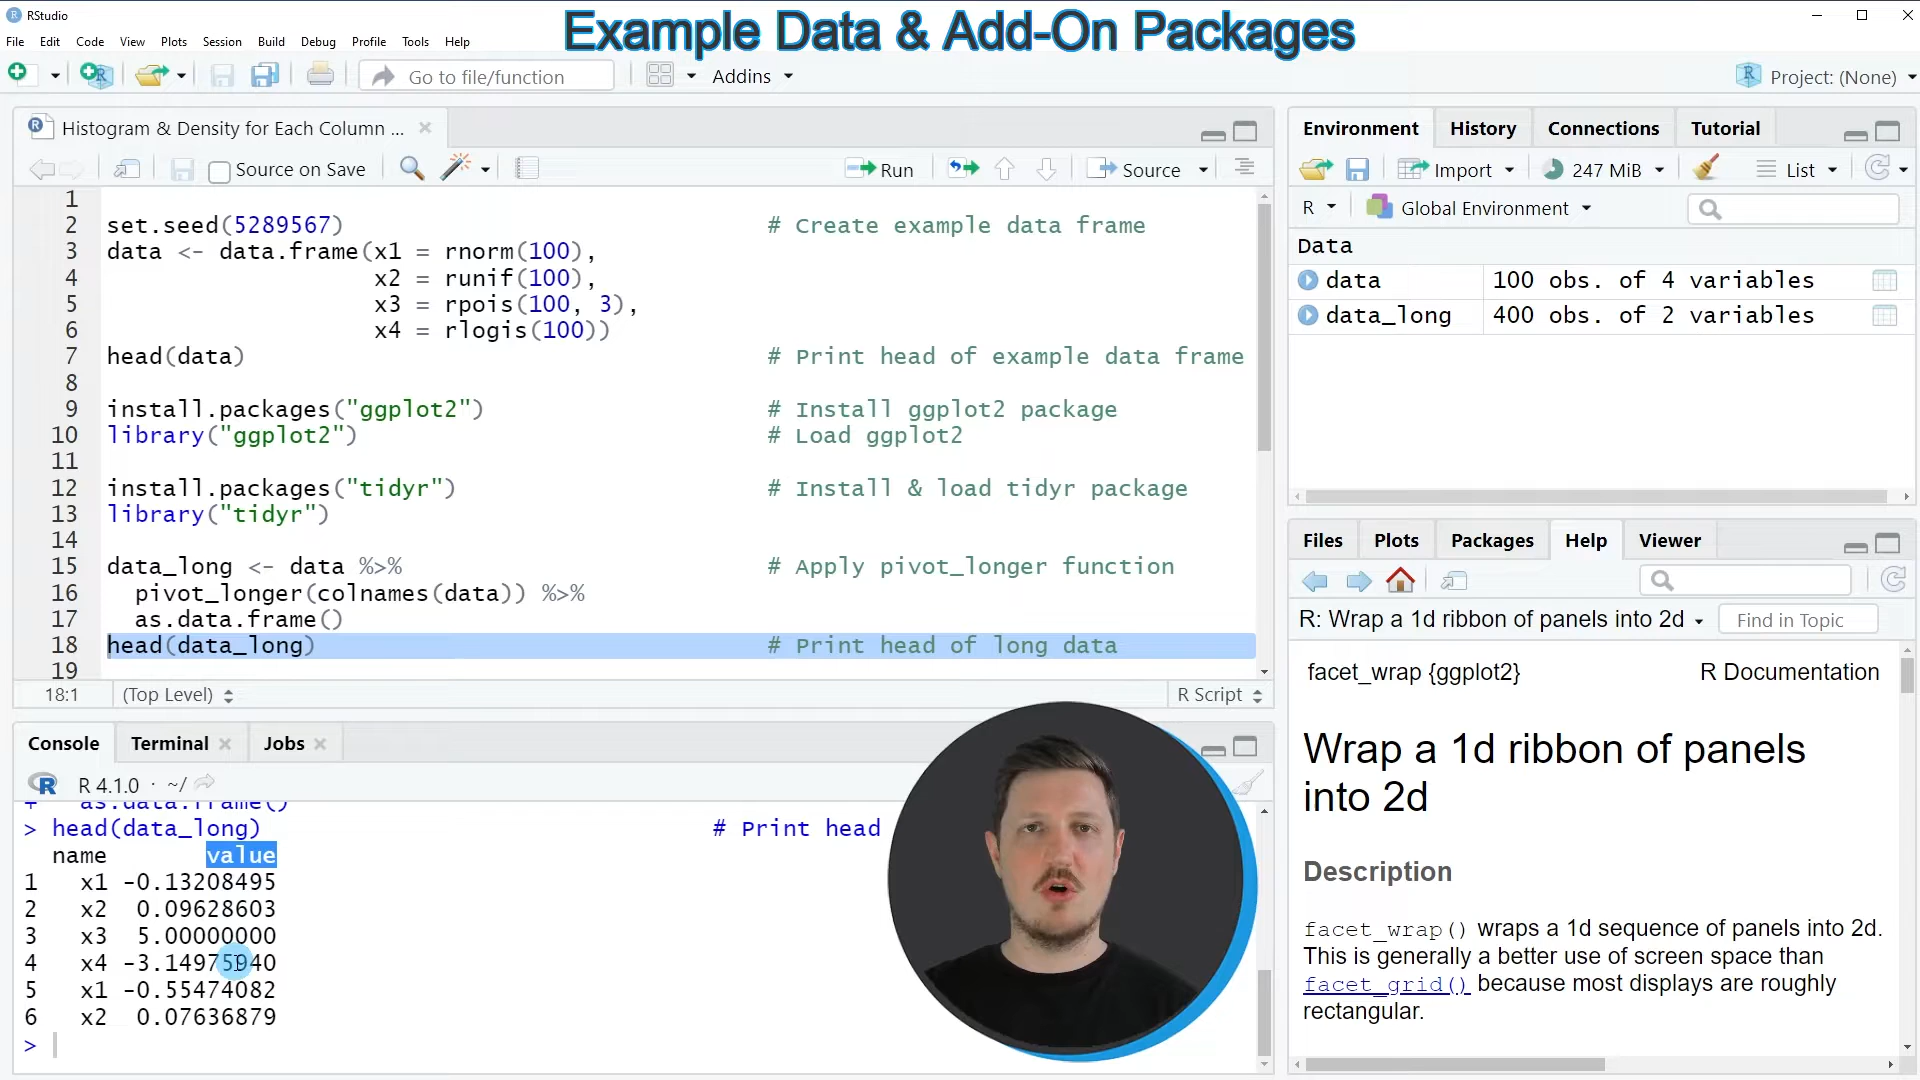 RStudio
Example Data & Add-On Packages
File Edit Code View Plots Session Build Debug Profile Tools Help
Go to file/function
Addins
Project: (None)
Histogram & Density for Each Column ...
Source on Save
Run
Source
1
2 set.seed(5289567) # Create example data frame
3 data <- data.frame(x1 = rnorm(100),
4 x2 = runif(100),
5 x3 = rpois(100, 3),
6 x4 = rlogis(100))
7 head(data) # Print head of example data frame
8
9 install.packages("ggplot2") # Install ggplot2 package
10 library("ggplot2") # Load ggplot2
11
12 install.packages("tidyr") # Install & load tidyr package
13 library("tidyr")
14
15 data_long <- data %>% # Apply pivot_longer function
16 pivot_longer(colnames(data)) %>%
17 as.data.frame()
18 head(data_long) # Print head of long data
19
18:1 (Top Level) R Script
Console Terminal Jobs
R 4.1.0 · ~/
+ as.data.frame()
> head(data_long) # Print head
name value
1 x1 -0.13208495
2 x2 0.09628603
3 x3 5.00000000
4 x4 -3.14975940
5 x1 -0.55474082
6 x2 0.07636879
>
Environment History Connections Tutorial
Import 247 MiB List
R Global Environment
Data
data 100 obs. of 4 variables
data_long 400 obs. of 2 variables
Files Plots Packages Help Viewer
R: Wrap a 1d ribbon of panels into 2d Find in Topic
facet_wrap {ggplot2} R Documentation
Wrap a 1d ribbon of panels
into 2d
Description
facet_wrap() wraps a 1d sequence of panels into 2d.
This is generally a better use of screen space than
facet_grid() because most displays are roughly
rectangular.